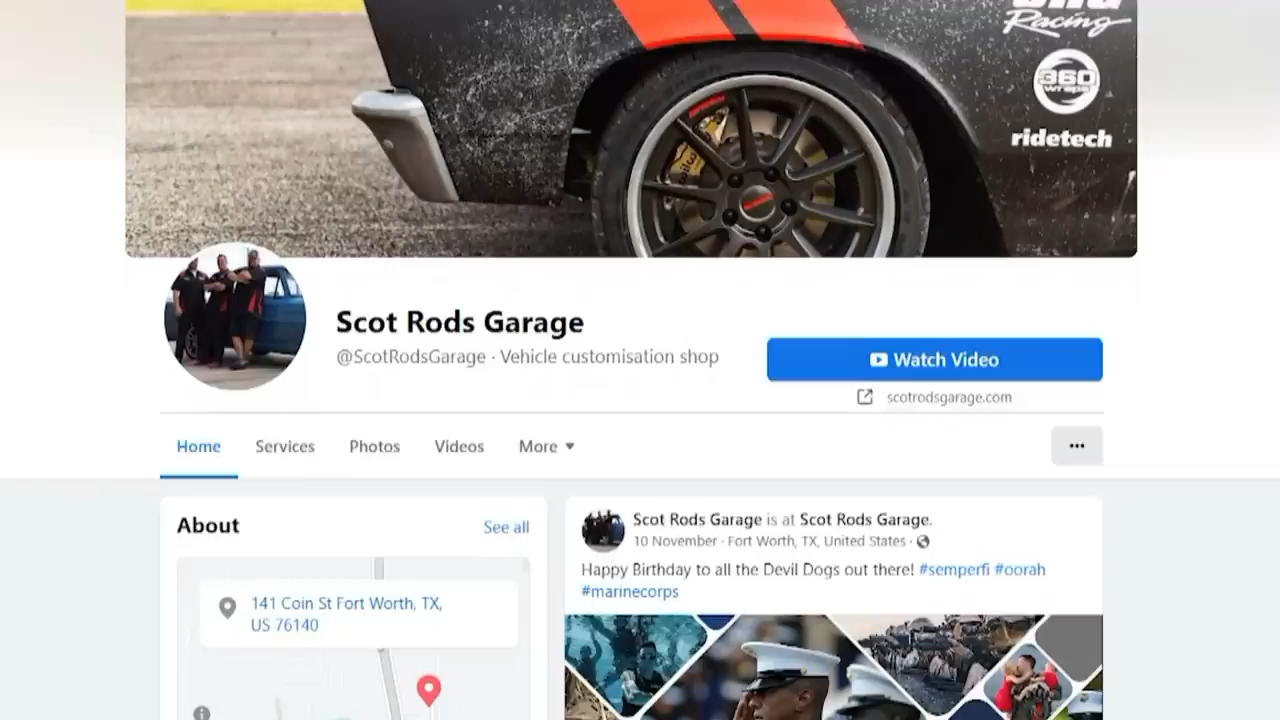 Racing
360
wraps
ridetech
wilwo
Scot Rods Garage
@ScotRodsGarage · Vehicle customisation shop
Watch Video
scotrodsgarage.com
Home Services Photos Videos More
About
See all
141 Coin St Fort Worth, TX,
US 76140
Scot Rods Garage is at Scot Rods Garage.
10 November · Fort Worth, TX, United States ·
Happy Birthday to all the Devil Dogs out there! #semperfi #oorah
#marinecorps